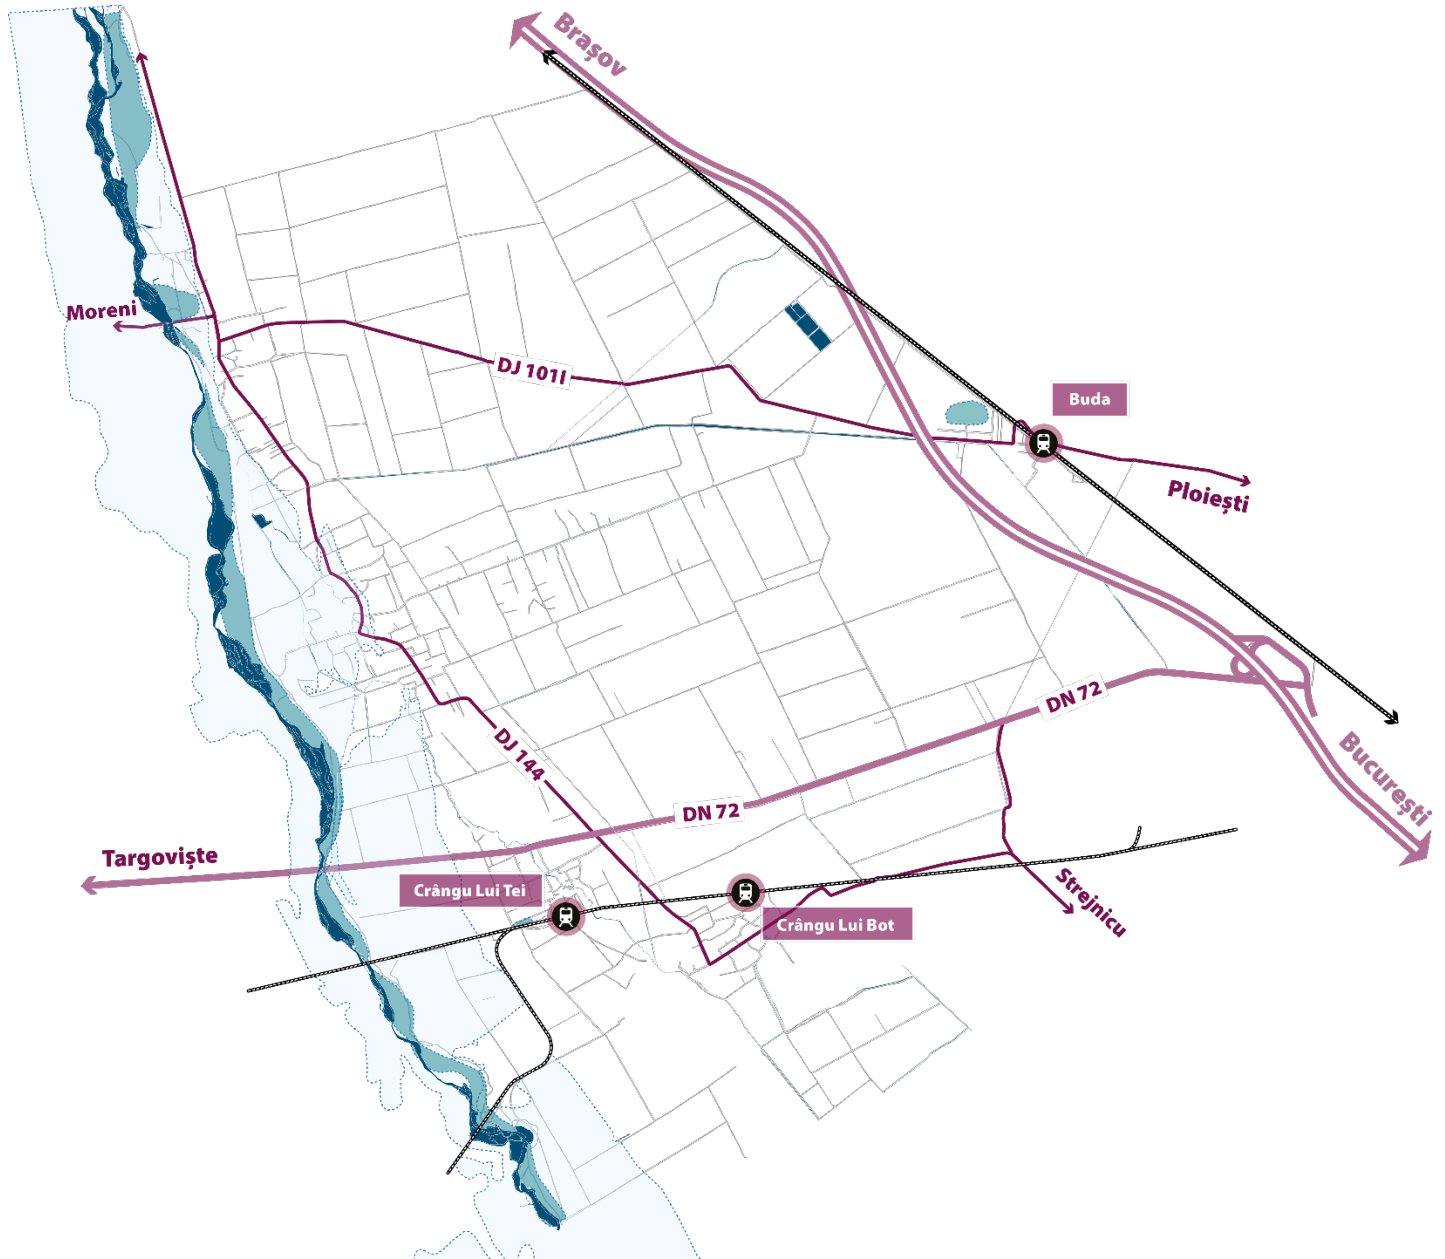 Brașov
Moreni
DJ 101I
Buda
Ploiești
DN 72
DJ 144
București
DN 72
Targoviște
Crângu Lui Tei
Strejnicu
Crângu Lui Bot